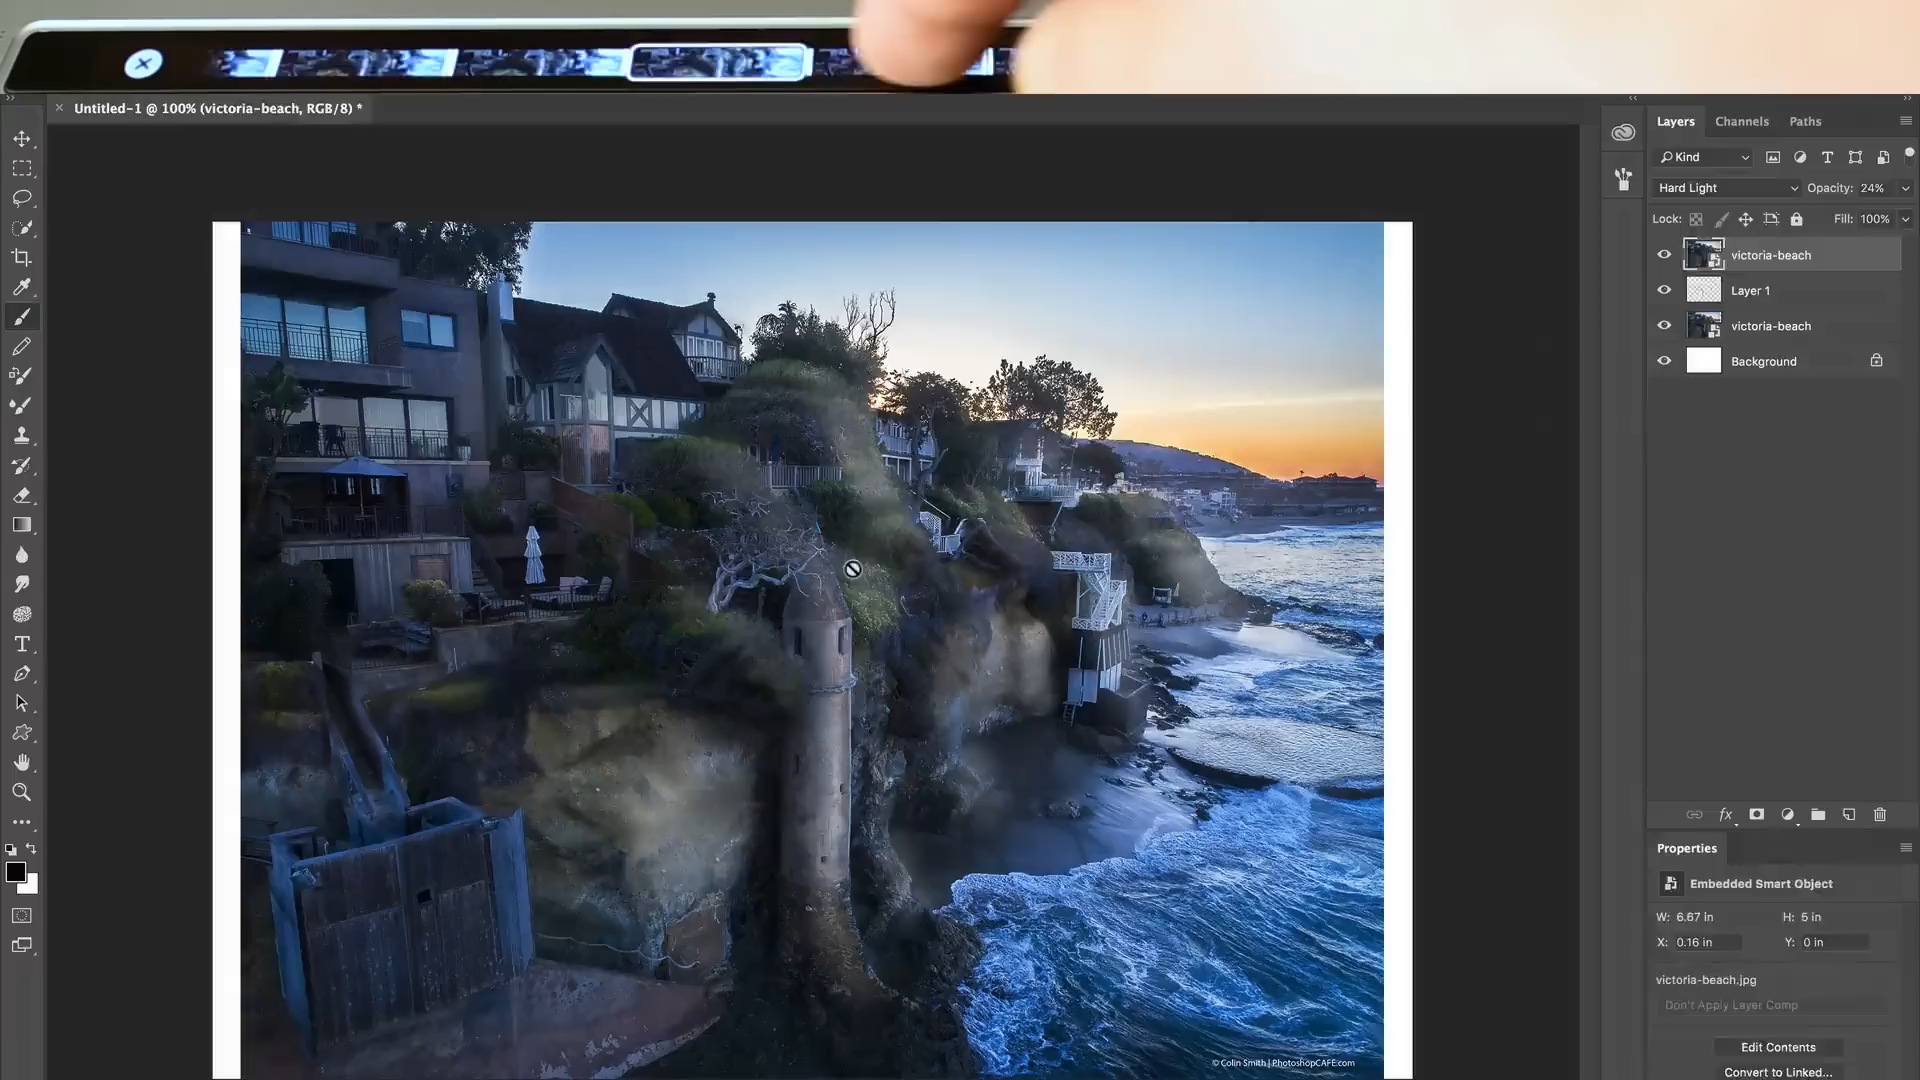 Untitled-1 @ 100% (victoria-beach, RGB/8) *
Layers
Channels
Paths
Kind
Hard Light
Opacity: 24%
Lock:
Fill: 100%
victoria-beach
Layer 1
victoria-beach
Background
fx
Properties
Embedded Smart Object
W: 6.67 in
H: 5 in
X: 0.16 in
Y: 0 in
victoria-beach.jpg
Don't Apply Layer Comp
Edit Contents
Convert to Linked...
© Colin Smith | PhotoshopCAFE.com